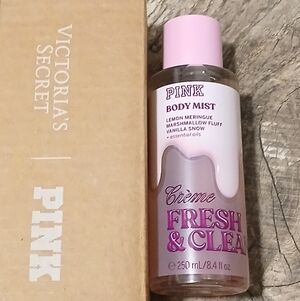 VICTORIA'S
SECRET | PINK
PINK
BODY MIST
LEMON MERINGUE
MARSHMALLOW FLUFF
VANILLA SNOW
+ essential oils
Crème
FRESH
& CLEA
℮ 250 mL/8.4 fl oz